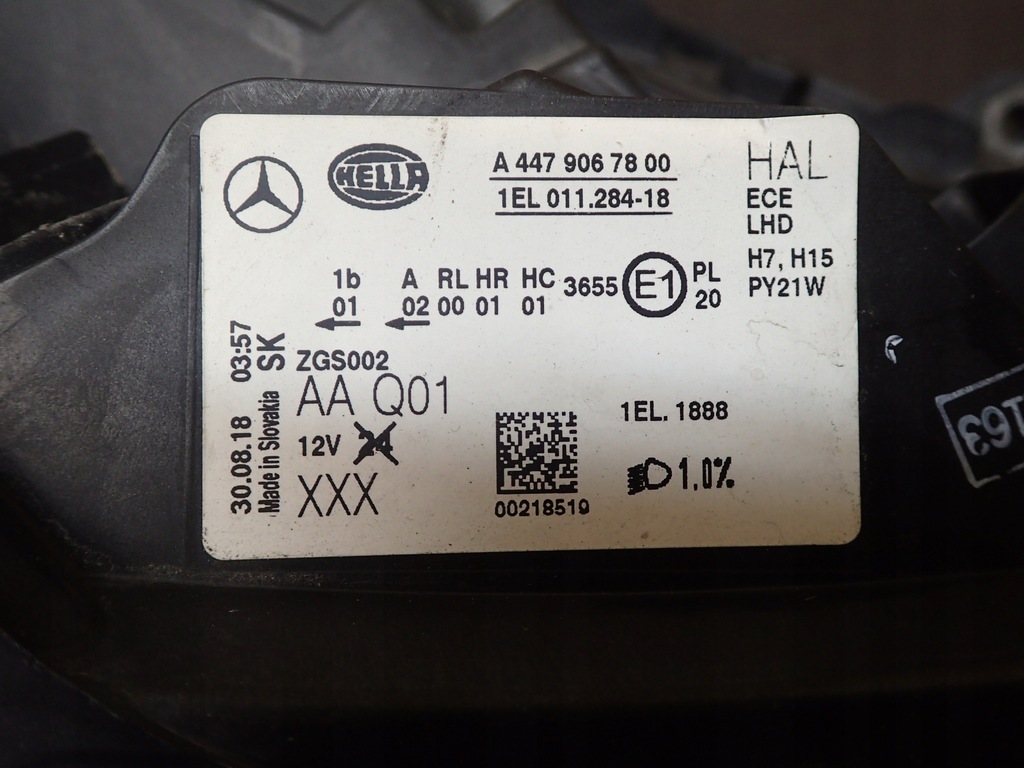 HELLA
A 447 906 78 00
1EL 011.284-18
HAL
ECE
LHD
H7, H15
PY21W
1b A RL HR HC 3655 E1 PL
01 02 00 01 01 20
30.08.18 03:57
Made in Slovakia SK
ZGS002
AA Q01
12V 24
XXX
00218519
1EL. 1888
1,0%
163